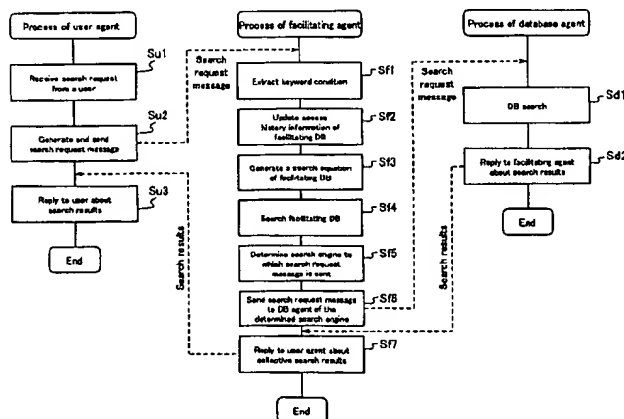 Process of user agent
Su1
Receive search request
from a user
Su2
Generate and send
search request message
Su3
Reply to user about
search results
End
Search
request
message
Search results
Process of facilitating agent
Sf1
Extract keyword condition
Sf2
Update access
history information of
facilitating DB
Sf3
Generate a search equation
of facilitating DB
Sf4
Search facilitating DB
Sf5
Determine search engine to
which search request
message is sent
Sf6
Send search request message
to DB agent of the
determined search engine
Sf7
Reply to user agent about
collective search results
End
Search
request
message
Search
results
Process of database agent
Sd1
DB search
Sd2
Reply to facilitating agent
about search results
End